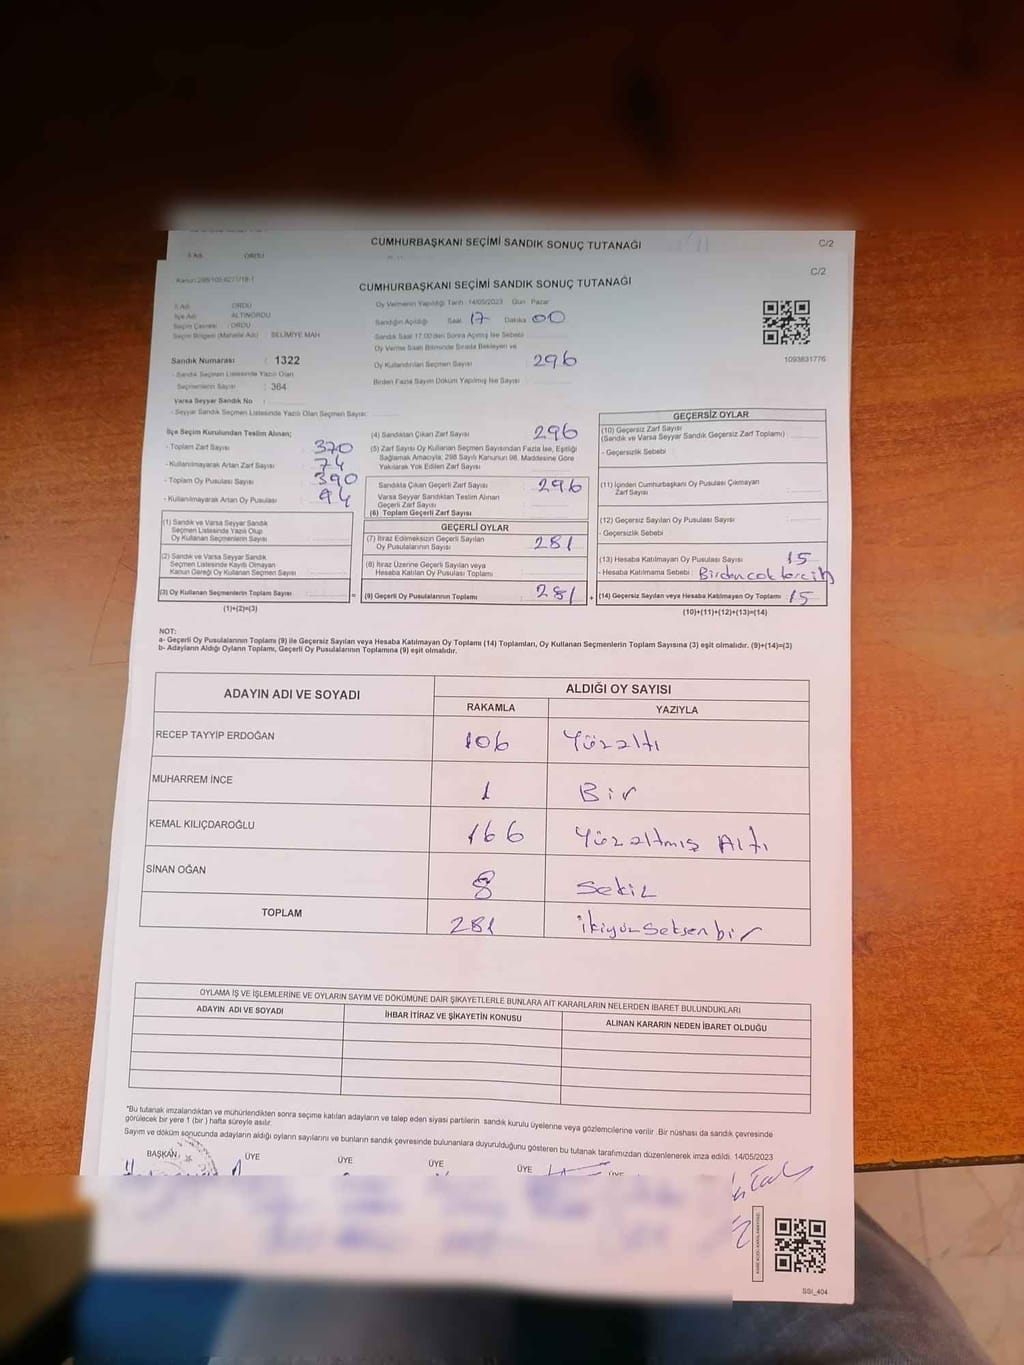 CUMHURBAŞKANI SEÇİMİ SANDIK SONUÇ TUTANAĞI
C/2
İl Adı ORDU
C/2
CUMHURBAŞKANI SEÇİMİ SANDIK SONUÇ TUTANAĞI
İl Adı : ORDU
İlçe Adı : ALTINORDU
Seçim Çevresi : ORDU
Seçim Bölgesi (Mahalle Adı) : SELİMİYE MAH
Sandık Numarası : 1322
- Sandık Seçmen Listesinde Yazılı Olan
Seçmenlerin Sayısı : 364
Varsa Seyyar Sandık No :
- Seyyar Sandık Seçmen Listesinde Yazılı Olan Seçmen Sayısı:
Oy Vermenin Yapıldığı Tarih : 14/05/2023 Gün : Pazar
Sandığın Açıldığı Saat 17 Dakika : 00
Sandık Saat 17:00'den Sonra Açılmış İse Sebebi
Oy Verme Saati Bitiminde Sırada Bekleyen ve
Oy Kullandırılan Seçmen Sayısı 296
Birden Fazla Sayım Döküm Yapılmış İse Sayısı
1093831776
İlçe Seçim Kurulundan Teslim Alınan;
- Toplam Zarf Sayısı : 370
- Kullanılmayarak Artan Zarf Sayısı : 74
- Toplam Oy Pusulası Sayısı : 390
- Kullanılmayarak Artan Oy Pusulası : 94
(1) Sandık ve Varsa Seyyar Sandık
Seçmen Listesinde Yazılı Olup
Oy Kullanan Seçmenlerin Sayısı
(2) Sandık ve Varsa Seyyar Sandık
Seçmen Listesinde Kayıtlı Olmayan
Kanun Gereği Oy Kullanan Seçmen Sayısı
(3) Oy Kullanan Seçmenlerin Toplam Sayısı =
(1)+(2)=(3)
(4) Sandıktan Çıkan Zarf Sayısı 296
(5) Zarf Sayısı Oy Kullanan Seçmen Sayısından Fazla İse, Eşitliği
Sağlamak Amacıyla, 298 Sayılı Kanunun 98. Maddesine Göre
Yakılarak Yok Edilen Zarf Sayısı
Sandıkta Çıkan Geçerli Zarf Sayısı : 296
Varsa Seyyar Sandıktan Teslim Alınan
Geçerli Zarf Sayısı
(6) Toplam Geçerli Zarf Sayısı
GEÇERLİ OYLAR
(7) İtiraz Edilmeksizin Geçerli Sayılan
Oy Pusulalarının Sayısı : 281
(8) İtiraz Üzerine Geçerli Sayılan veya
Hesaba Katılan Oy Pusulası Toplamı
(9) Geçerli Oy Pusulalarının Toplamı : 281 +
GEÇERSİZ OYLAR
(10) Geçersiz Zarf Sayısı
(Sandık ve Varsa Seyyar Sandık Geçersiz Zarf Toplamı)
- Geçersizlik Sebebi
(11) İçinden Cumhurbaşkanı Oy Pusulası Çıkmayan
Zarf Sayısı
(12) Geçersiz Sayılan Oy Pusulası Sayısı
- Geçersizlik Sebebi
(13) Hesaba Katılmayan Oy Pusulası Sayısı 15
- Hesaba Katılmama Sebebi : Birdencok tercih
(14) Geçersiz Sayılan veya Hesaba Katılmayan Oy Toplamı : 15
(10)+(11)+(12)+(13)=(14)
NOT:
a- Geçerli Oy Pusulalarının Toplamı (9) ile Geçersiz Sayılan veya Hesaba Katılmayan Oy Toplamı (14) Toplamları, Oy Kullanan Seçmenlerin Toplam Sayısına (3) eşit olmalıdır. (9)+(14)=(3)
b- Adayların Aldığı Oyların Toplamı, Geçerli Oy Pusulalarının Toplamına (9) eşit olmalıdır.
ADAYIN ADI VE SOYADI ALDIĞI OY SAYISI
RAKAMLA YAZIYLA
RECEP TAYYİP ERDOĞAN 106 Yüzaltı
MUHARREM İNCE 1 Bir
KEMAL KILIÇDAROĞLU 166 Yüzaltmış Altı
SİNAN OĞAN 8 Sekiz
TOPLAM 281 ikiyüzseksenbir
OYLAMA İŞ VE İŞLEMLERİNE VE OYLARIN SAYIM VE DÖKÜMÜNE DAİR ŞİKAYETLERLE BUNLARA AİT KARARLARIN NELERDEN İBARET BULUNDUKLARI
ADAYIN ADI VE SOYADI İHBAR İTİRAZ VE ŞİKAYETİN KONUSU ALINAN KARARIN NEDEN İBARET OLDUĞU
*Bu tutanak imzalandıktan ve mühürlendikten sonra seçime katılan adayların ve talep eden siyasi partilerin sandık kurulu üyelerine veya gözlemcilerine verilir .Bir nüshası da sandık çevresinde
görülecek bir yere 1 (bir ) hafta süreyle asılır.
Sayım ve döküm sonucunda adayların aldığı oyların sayılarını ve bunların sandık çevresinde bulunanlara duyurulduğunu gösteren bu tutanak tarafımızdan düzenlenerek imza edildi. 14/05/2023
BAŞKAN ÜYE ÜYE ÜYE ÜYE ÜYE
SSI_404